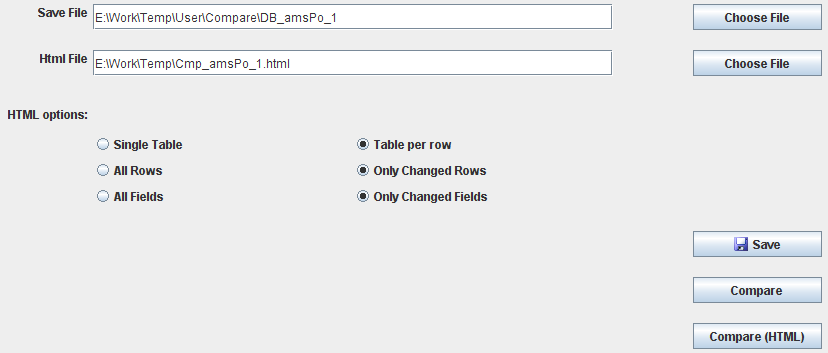 Save File E:\Work\Temp\User\Compare\DB_amsPo_1 Choose File
Html File E:\Work\Temp\Cmp_amsPo_1.html Choose File
HTML options:
Single Table Table per row
All Rows Only Changed Rows
All Fields Only Changed Fields
Save
Compare
Compare (HTML)